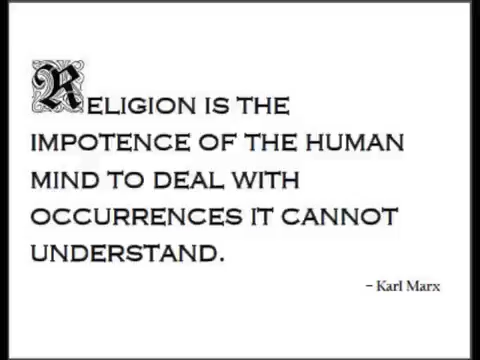 RELIGION IS THE
IMPOTENCE OF THE HUMAN
MIND TO DEAL WITH
OCCURRENCES IT CANNOT
UNDERSTAND.
– Karl Marx